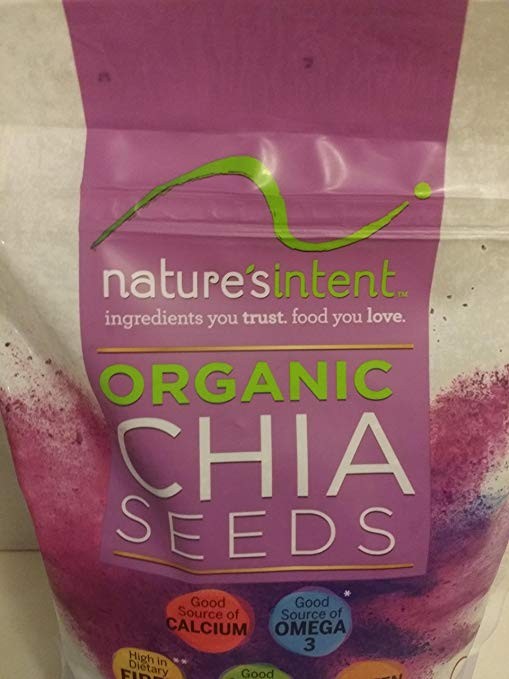 nature'sintent™
ingredients you trust. food you love.
ORGANIC
CHIA
SEEDS
Good
Source of
CALCIUM
Good *
Source of
OMEGA
3
High in **
Dietary
Good